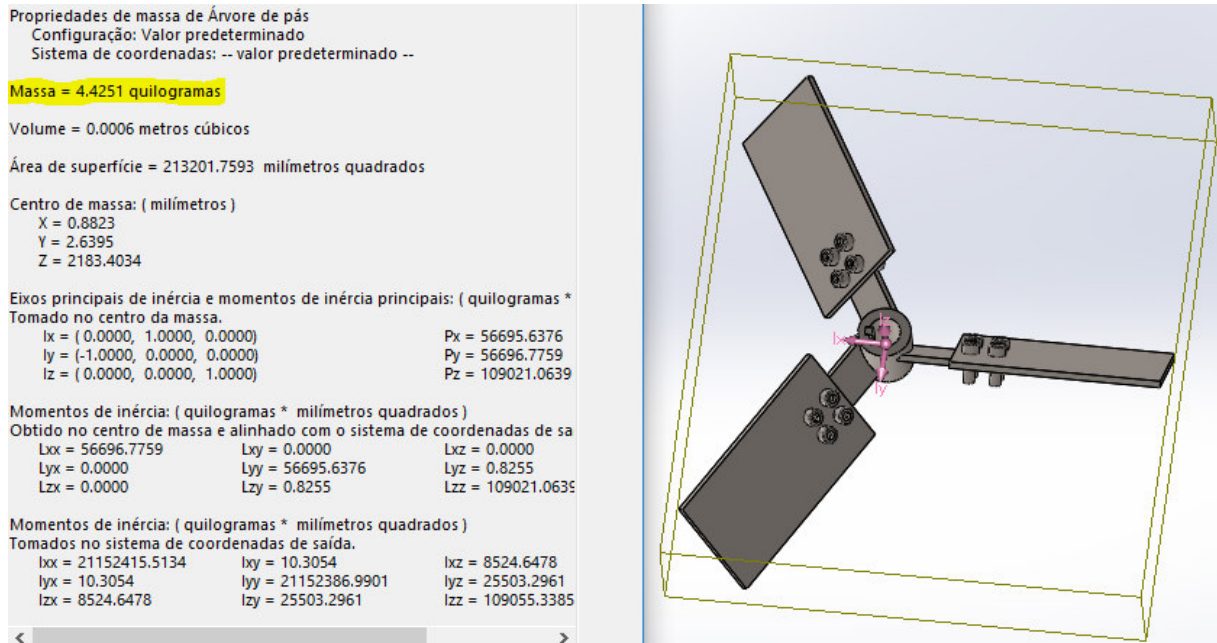 Propriedades de massa de Árvore de pás
Configuração: Valor predeterminado
Sistema de coordenadas: -- valor predeterminado --
Massa = 4.4251 quilogramas
Volume = 0.0006 metros cúbicos
Área de superfície = 213201.7593 milímetros quadrados
Centro de massa: ( milímetros )
X = 0.8823
Y = 2.6395
Z = 2183.4034
Eixos principais de inércia e momentos de inércia principais: ( quilogramas *
Tomado no centro da massa.
Ix = ( 0.0000, 1.0000, 0.0000) Px = 56695.6376
Iy = (-1.0000, 0.0000, 0.0000) Py = 56696.7759
Iz = ( 0.0000, 0.0000, 1.0000) Pz = 109021.0639
Momentos de inércia: ( quilogramas * milímetros quadrados )
Obtido no centro de massa e alinhado com o sistema de coordenadas de sa
Lxx = 56696.7759 Lxy = 0.0000 Lxz = 0.0000
Lyx = 0.0000 Lyy = 56695.6376 Lyz = 0.8255
Lzx = 0.0000 Lzy = 0.8255 Lzz = 109021.0639
Momentos de inércia: ( quilogramas * milímetros quadrados )
Tomados no sistema de coordenadas de saída.
Ixx = 21152415.5134 Ixy = 10.3054 Ixz = 8524.6478
Iyx = 10.3054 Iyy = 21152386.9901 Iyz = 25503.2961
Izx = 8524.6478 Izy = 25503.2961 Izz = 109055.3385
Ix
Iy